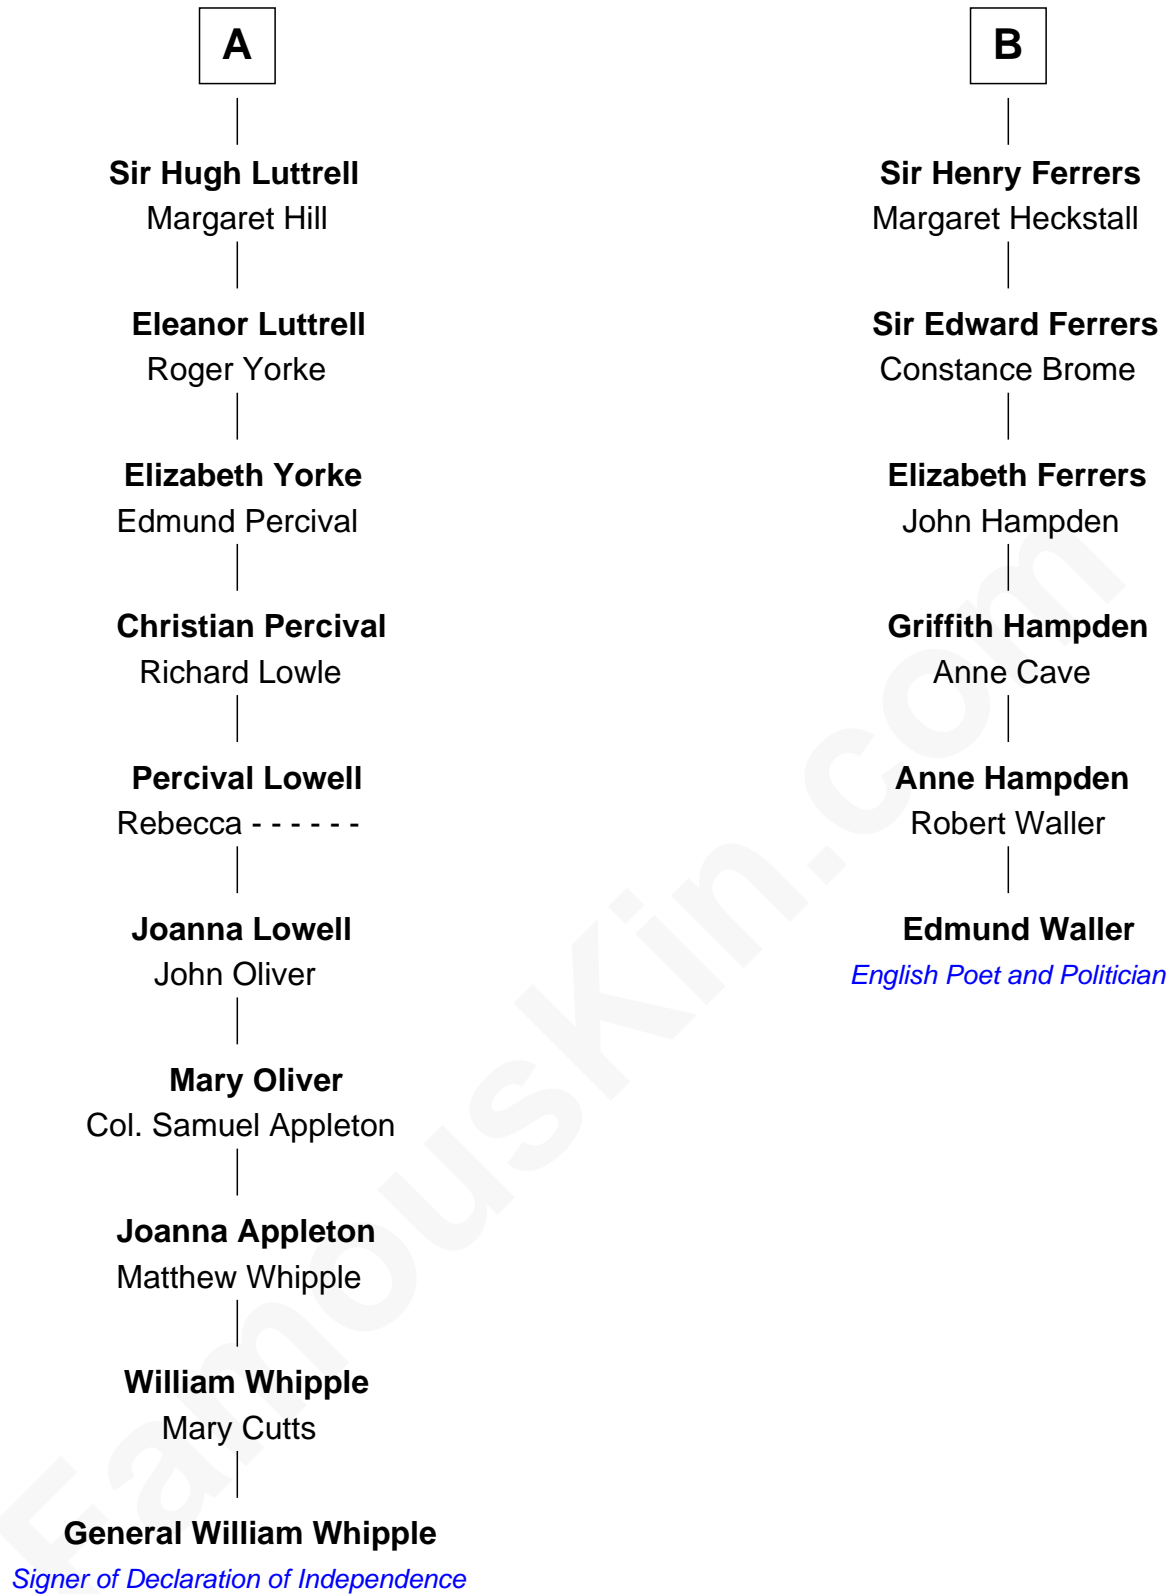 A
Sir Hugh Luttrell
Margaret Hill
Eleanor Luttrell
Roger Yorke
Elizabeth Yorke
Edmund Percival
Christian Percival
Richard Lowle
Percival Lowell
Rebecca - - - - - -
Joanna Lowell
John Oliver
Mary Oliver
Col. Samuel Appleton
Joanna Appleton
Matthew Whipple
William Whipple
Mary Cutts
General William Whipple
Signer of Declaration of Independence
B
Sir Henry Ferrers
Margaret Heckstall
Sir Edward Ferrers
Constance Brome
Elizabeth Ferrers
John Hampden
Griffith Hampden
Anne Cave
Anne Hampden
Robert Waller
Edmund Waller
English Poet and Politician
FamousKin.com